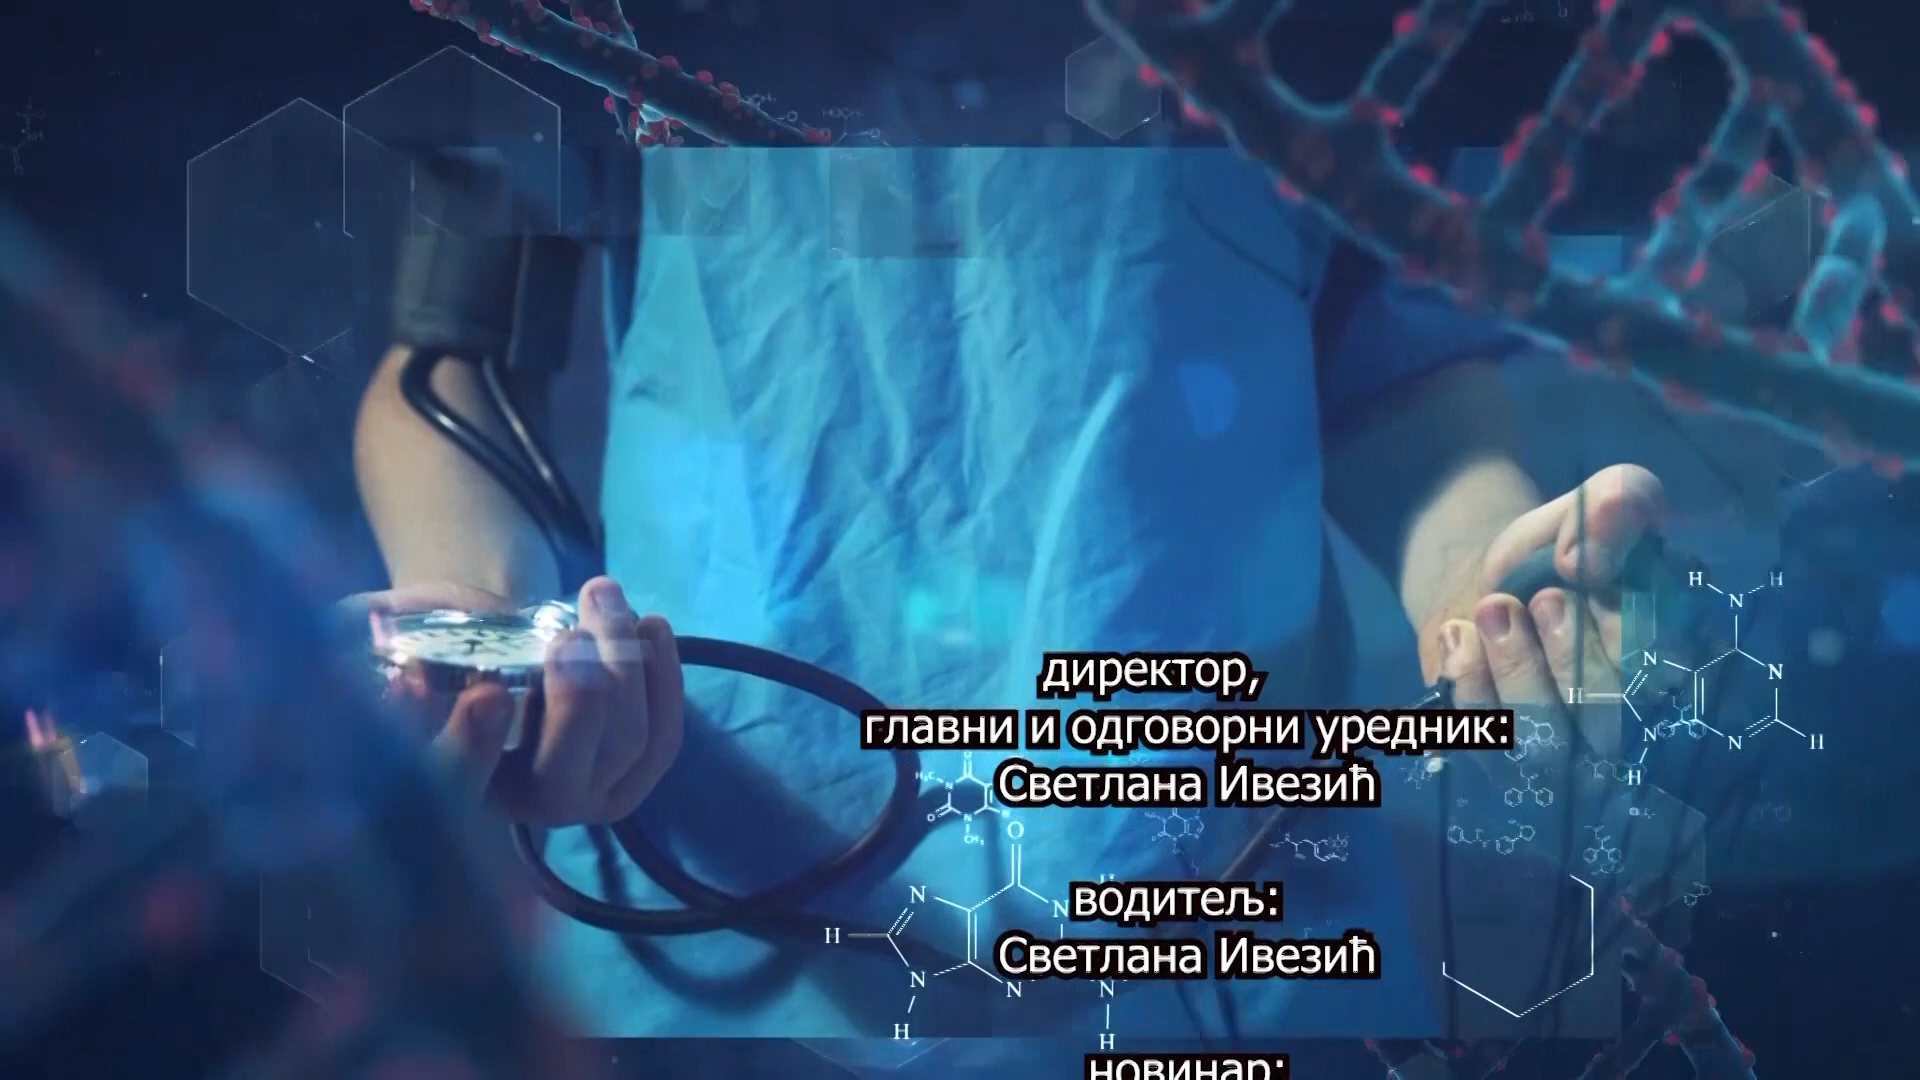 директор,
главни и одговорни уредник:
Светлана Ивезић
водитељ:
Светлана Ивезић
новинар: